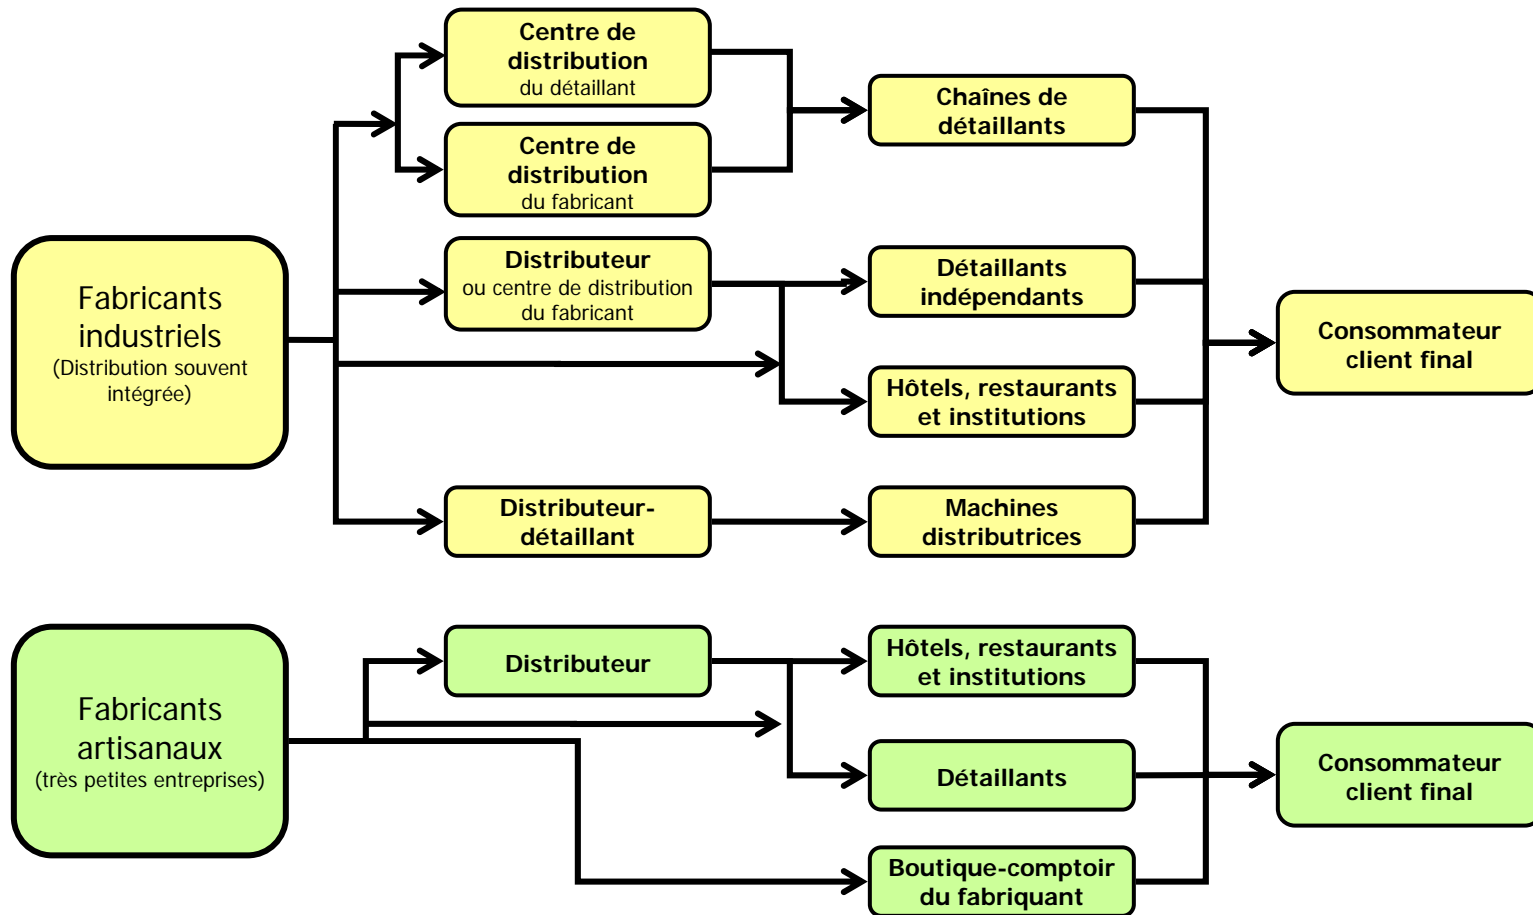 Centre de
distribution
du détaillant
Centre de
distribution
du fabricant
Chaînes de
détaillants
Fabricants
industriels
(Distribution souvent
intégrée)
Distributeur
ou centre de distribution
du fabricant
Détaillants
indépendants
Hôtels, restaurants
et institutions
Consommateur
client final
Distributeur-
détaillant
Machines
distributrices
Fabricants
artisanaux
(très petites entreprises)
Distributeur
Hôtels, restaurants
et institutions
Détaillants
Boutique-comptoir
du fabriquant
Consommateur
client final